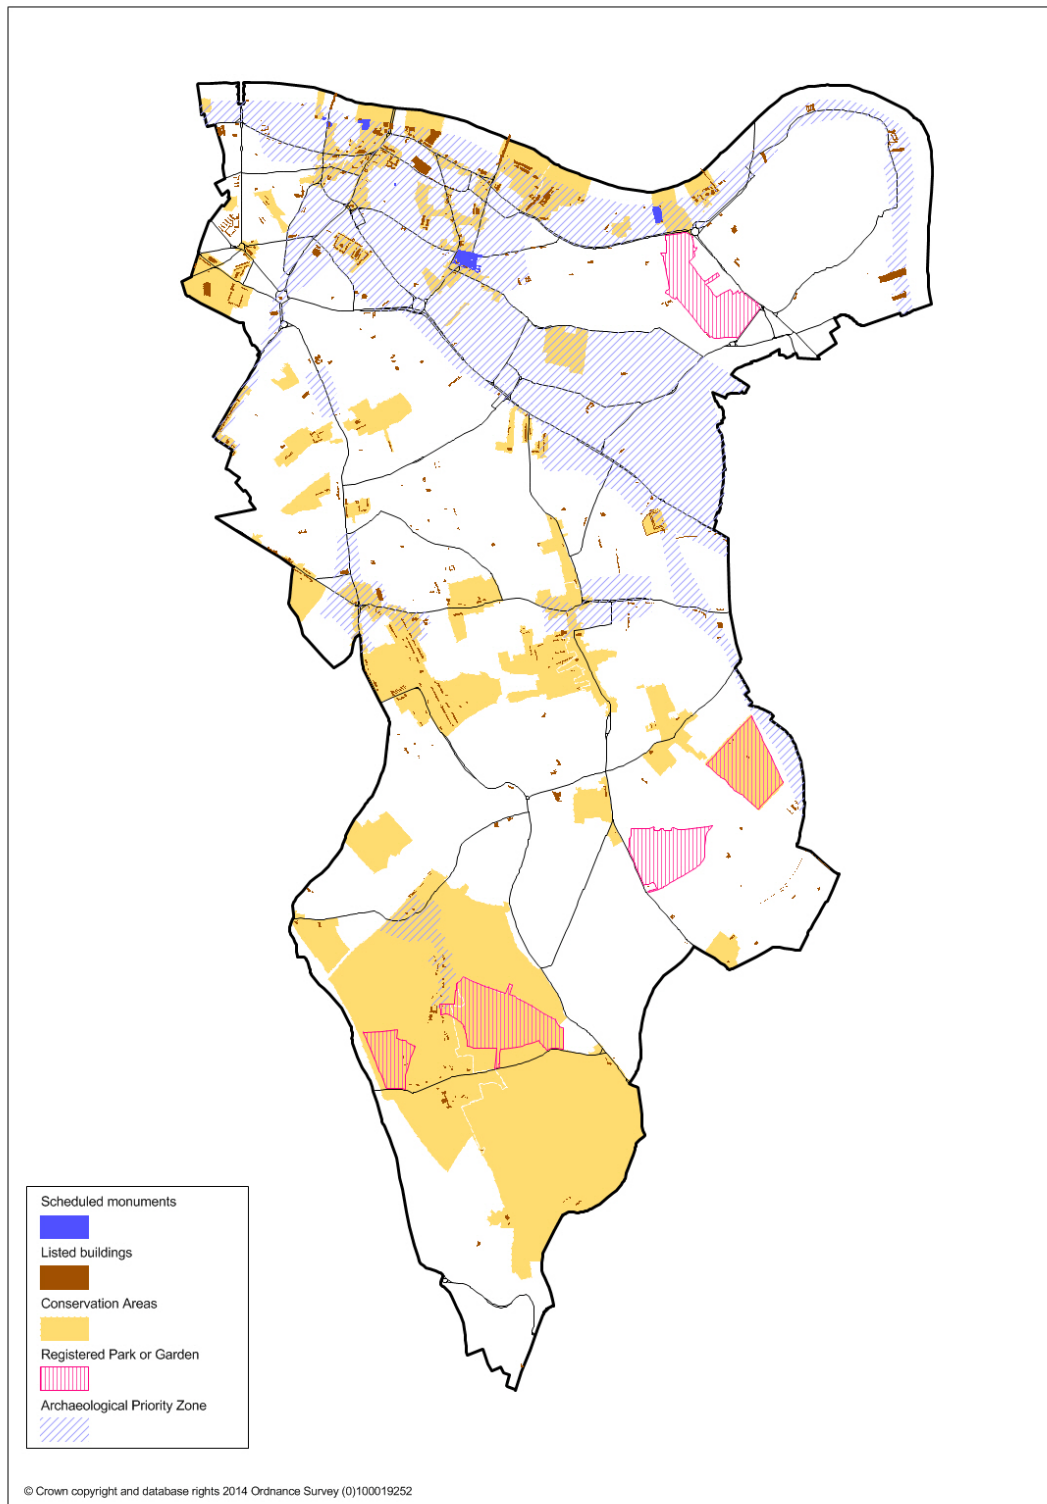 Scheduled monuments
Listed buildings
Conservation Areas
Registered Park or Garden
Archaeological Priority Zone
© Crown copyright and database rights 2014 Ordnance Survey (0)100019252